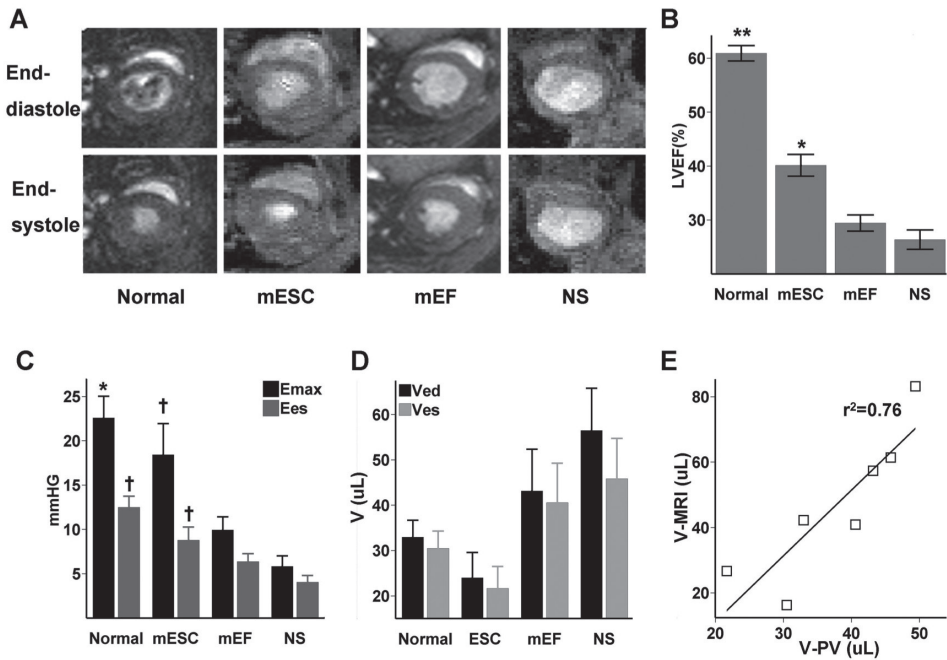 A
End-
diastole
End-
systole
Normal mESC mEF NS
B
LVEF(%)
60
50
40
30
**
*
Normal mESC mEF NS
C
mmHG
25
20
15
10
5
*
†
†
†
Emax
Ees
Normal mESC mEF NS
D
V (uL)
60
50
40
30
20
Ved
Ves
Normal ESC mEF NS
E
V-MRI (uL)
80
60
40
20
r²=0.76
20 30 40 50
V-PV (uL)